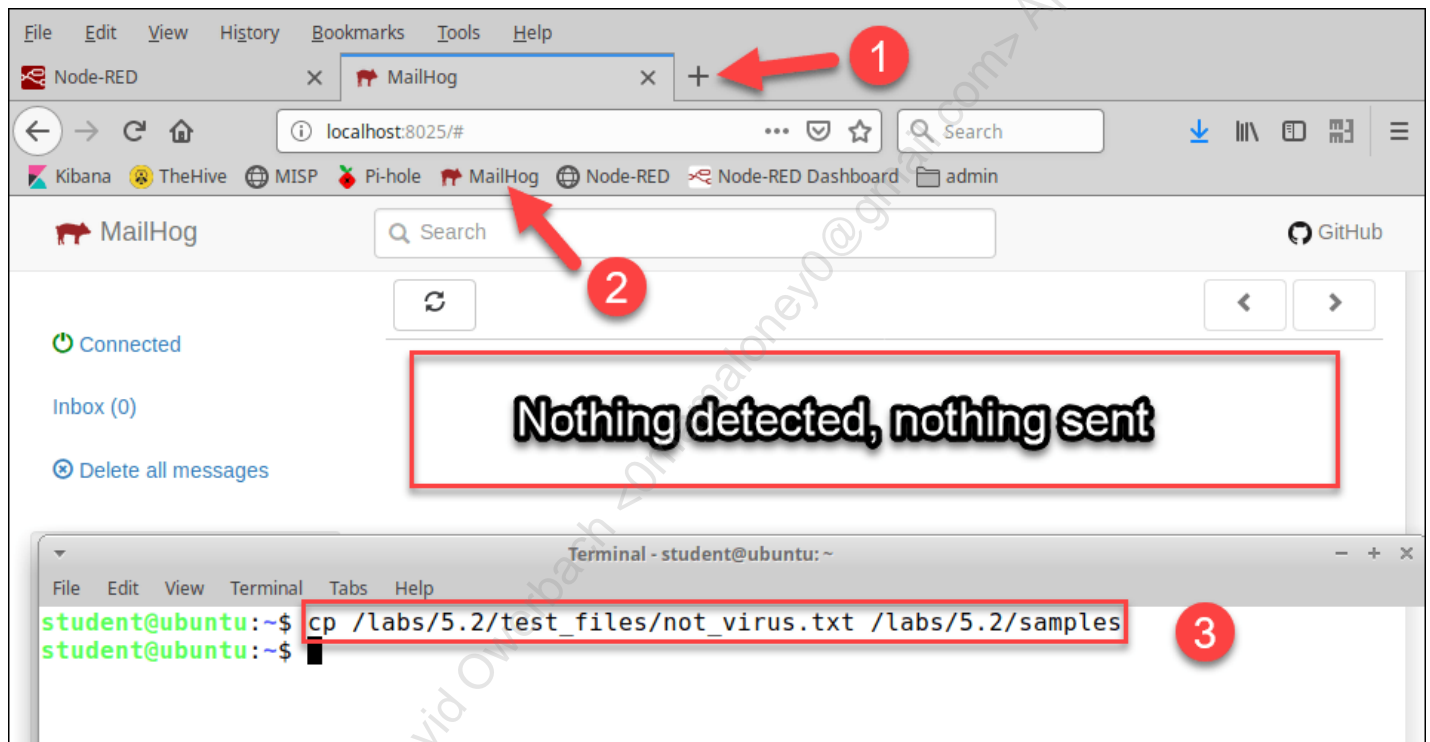 File Edit View History Bookmarks Tools Help
1
Node-RED MailHog
localhost:8025/# Search
Kibana TheHive MISP Pi-hole MailHog Node-RED Node-RED Dashboard admin
MailHog Search GitHub
2
Connected
Inbox (0)
Nothing detected, nothing sent
Delete all messages
Terminal - student@ubuntu: ~
File Edit View Terminal Tabs Help
student@ubuntu:~$ cp /labs/5.2/test_files/not_virus.txt /labs/5.2/samples
3
student@ubuntu:~$